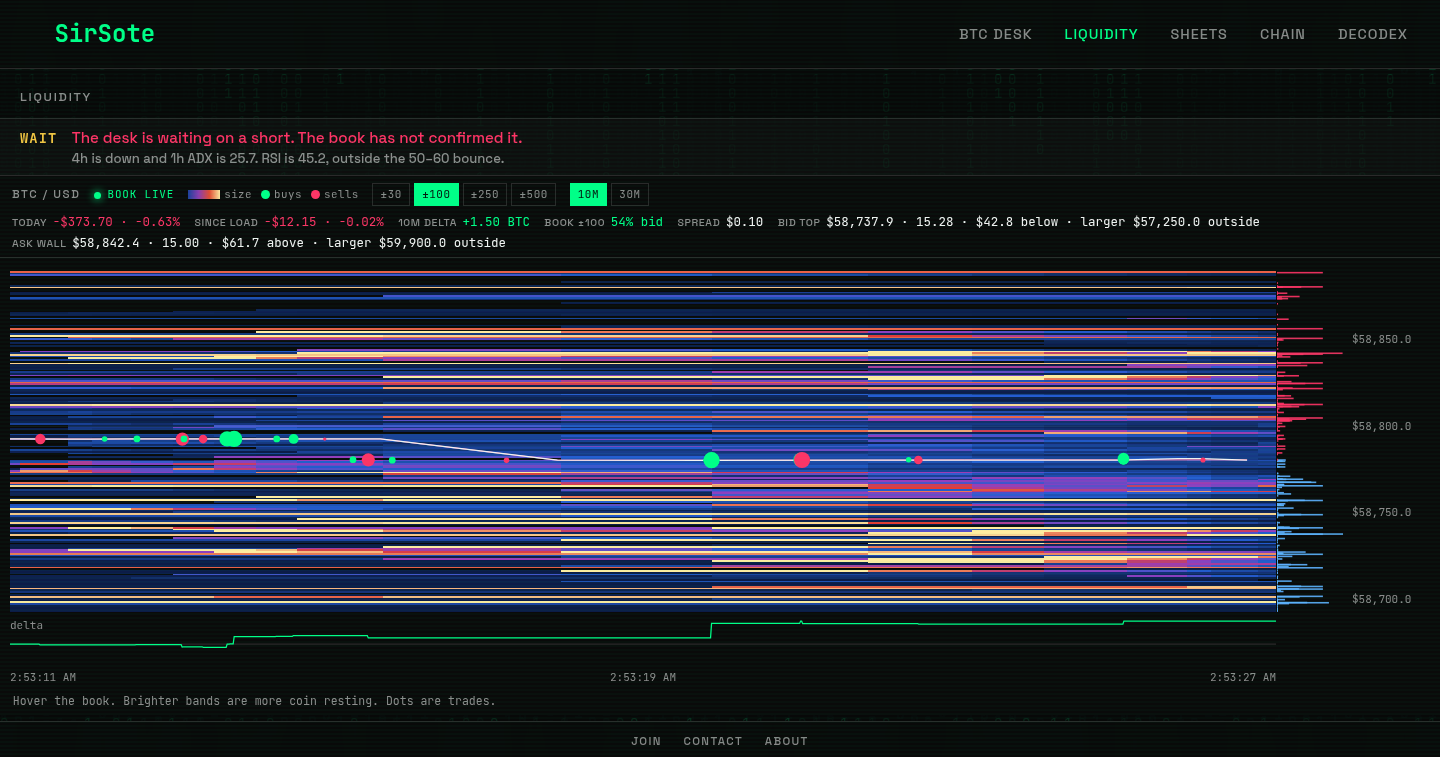 SirSote
BTC DESK LIQUIDITY SHEETS CHAIN DECODEX
LIQUIDITY
WAIT The desk is waiting on a short. The book has not confirmed it.
4h is down and 1h ADX is 25.7. RSI is 45.2, outside the 50–60 bounce.
BTC / USD BOOK LIVE size buys sells ±30 ±100 ±250 ±500 10M 30M
TODAY -$373.70 · -0.63% SINCE LOAD -$12.15 · -0.02% 10M DELTA +1.50 BTC BOOK ±100 54% bid SPREAD $0.10 BID TOP $58,737.9 · 15.28 · $42.8 below · larger $57,250.0 outside
ASK WALL $58,842.4 · 15.00 · $61.7 above · larger $59,900.0 outside
$58,850.0
$58,800.0
$58,750.0
$58,700.0
delta
2:53:11 AM 2:53:19 AM 2:53:27 AM
Hover the book. Brighter bands are more coin resting. Dots are trades.
JOIN CONTACT ABOUT